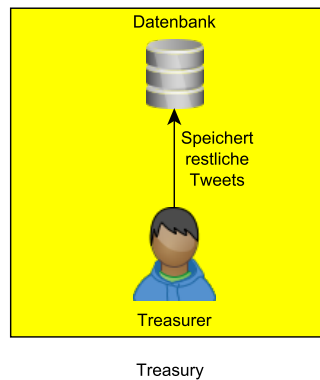 Datenbank
Speichert
restliche
Tweets
Treasurer
Treasury